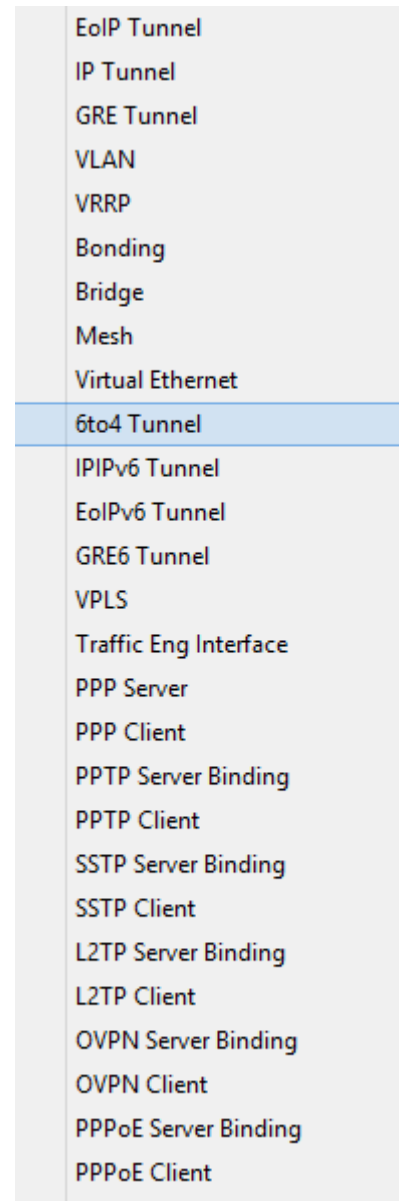 EoIP Tunnel
IP Tunnel
GRE Tunnel
VLAN
VRRP
Bonding
Bridge
Mesh
Virtual Ethernet
6to4 Tunnel
IPIPv6 Tunnel
EoIPv6 Tunnel
GRE6 Tunnel
VPLS
Traffic Eng Interface
PPP Server
PPP Client
PPTP Server Binding
PPTP Client
SSTP Server Binding
SSTP Client
L2TP Server Binding
L2TP Client
OVPN Server Binding
OVPN Client
PPPoE Server Binding
PPPoE Client